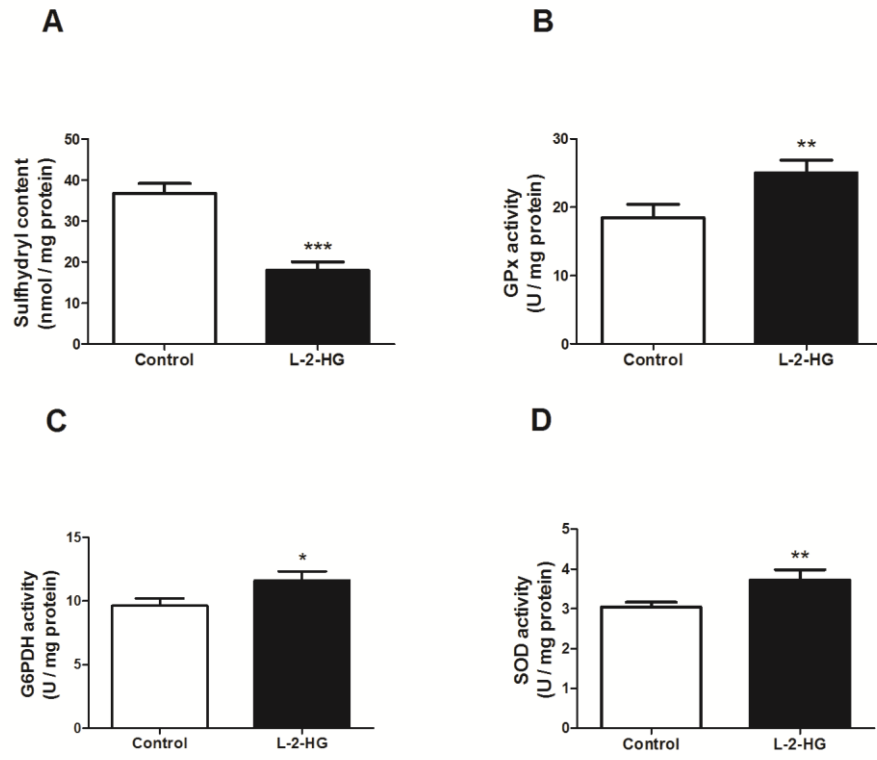 A
Sulfhydryl content
(nmol / mg protein)
50
40
30
20
10
0
***
Control
L-2-HG
B
GPx activity
(U / mg protein)
30
20
10
0
**
Control
L-2-HG
C
G6PDH activity
(U / mg protein)
15
10
5
0
*
Control
L-2-HG
D
SOD activity
(U / mg protein)
5
4
3
2
1
0
**
Control
L-2-HG